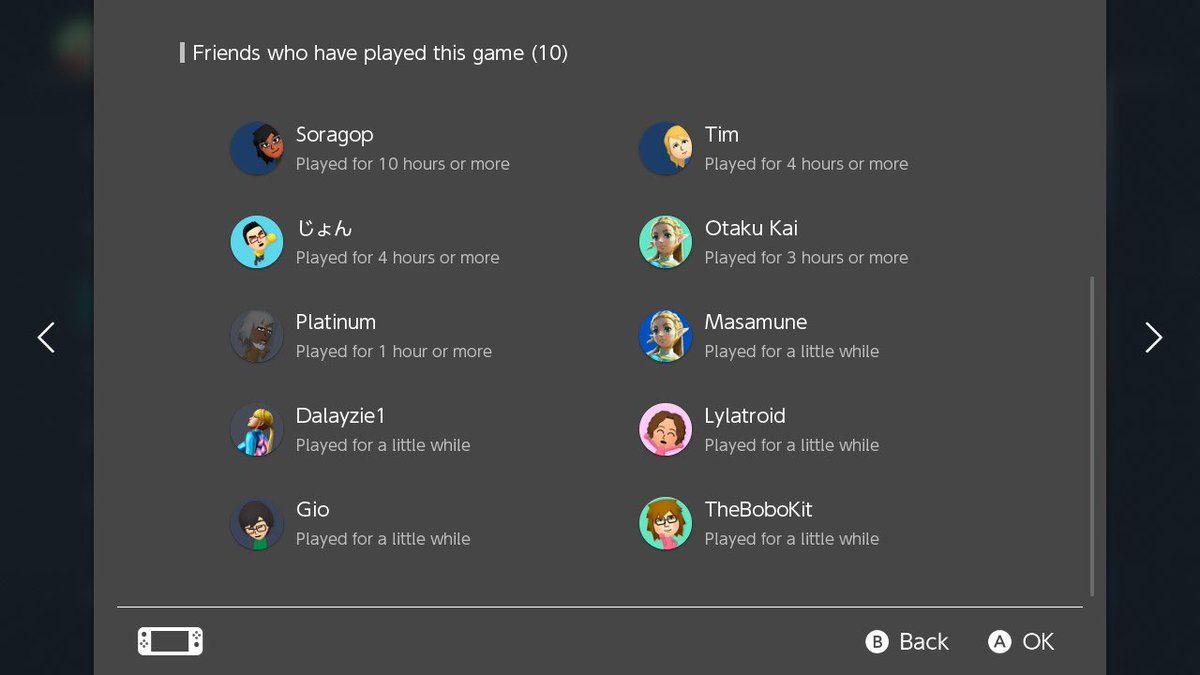 Friends who have played this game (10)
Soragop
Played for 10 hours or more
Tim
Played for 4 hours or more
じょん
Played for 4 hours or more
Otaku Kai
Played for 3 hours or more
Platinum
Played for 1 hour or more
Masamune
Played for a little while
Dalayzie1
Played for a little while
Lylatroid
Played for a little while
Gio
Played for a little while
TheBoboKit
Played for a little while
B Back
A OK